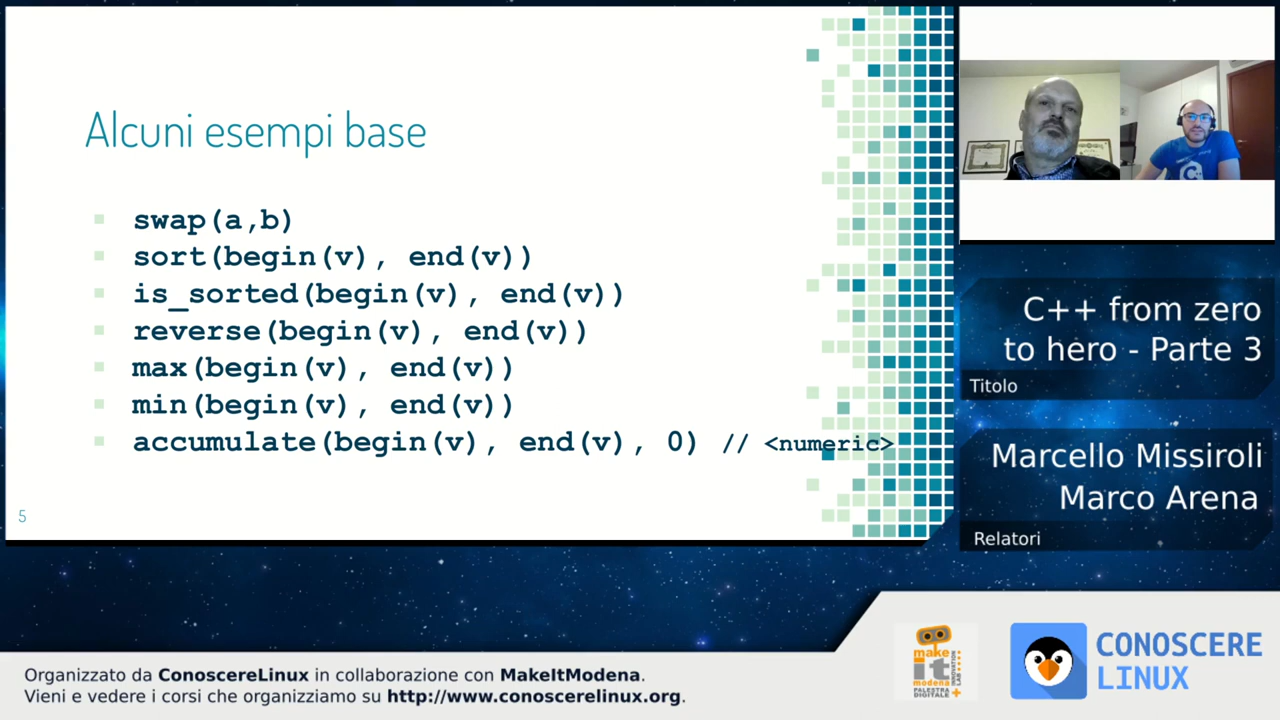 Alcuni esempi base
swap(a,b)
sort(begin(v), end(v))
is_sorted(begin(v), end(v))
reverse(begin(v), end(v))
max(begin(v), end(v))
min(begin(v), end(v))
accumulate(begin(v), end(v), 0) // <numeric>
5
C++ from zero
to hero - Parte 3
Titolo
Marcello Missiroli
Marco Arena
Relatori
Organizzato da ConoscereLinux in collaborazione con MakeItModena.
Vieni e vedere i corsi che organizziamo su http://www.conoscerelinux.org.
make
it
modena
PALESTRA
DIGITALE
INNOVATION
LAB
CONOSCERE
LINUX